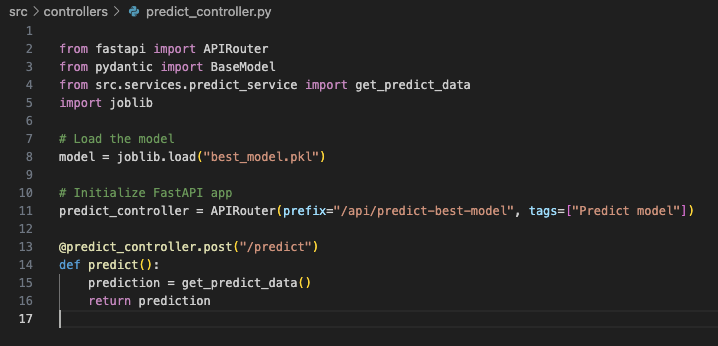 src > controllers > predict_controller.py
1
2 from fastapi import APIRouter
3 from pydantic import BaseModel
4 from src.services.predict_service import get_predict_data
5 import joblib
6
7 # Load the model
8 model = joblib.load("best_model.pkl")
9
10 # Initialize FastAPI app
11 predict_controller = APIRouter(prefix="/api/predict-best-model", tags=["Predict model"])
12
13 @predict_controller.post("/predict")
14 def predict():
15     prediction = get_predict_data()
16     return prediction
17